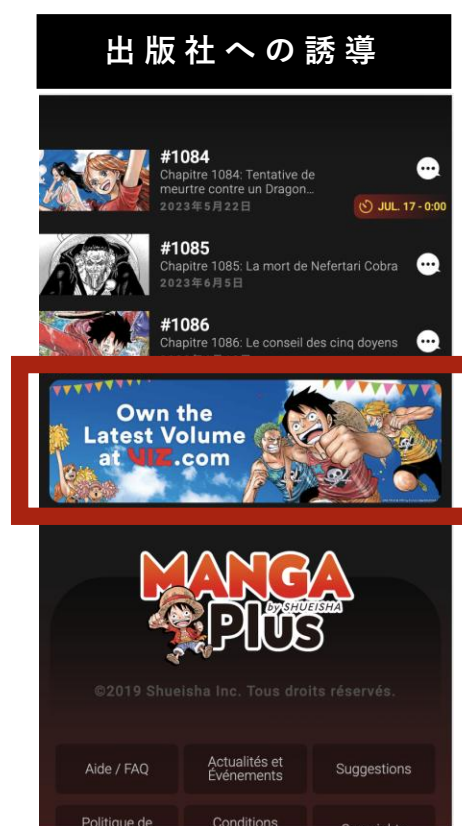 出版社への誘導
#1084
Chapitre 1084: Tentative de
meurtre contre un Dragon...
2023年5月22日
JUL. 17 - 0:00
#1085
Chapitre 1085: La mort de Nefertari Cobra
2023年6月5日
#1086
Chapitre 1086: Le conseil des cinq doyens
Own the
Latest Volume
at VIZ.com
MANGA
by SHUEISHA
Plus
©2019 Shueisha Inc. Tous droits réservés.
Aide / FAQ
Actualités et
Événements
Suggestions
Politique de
Conditions